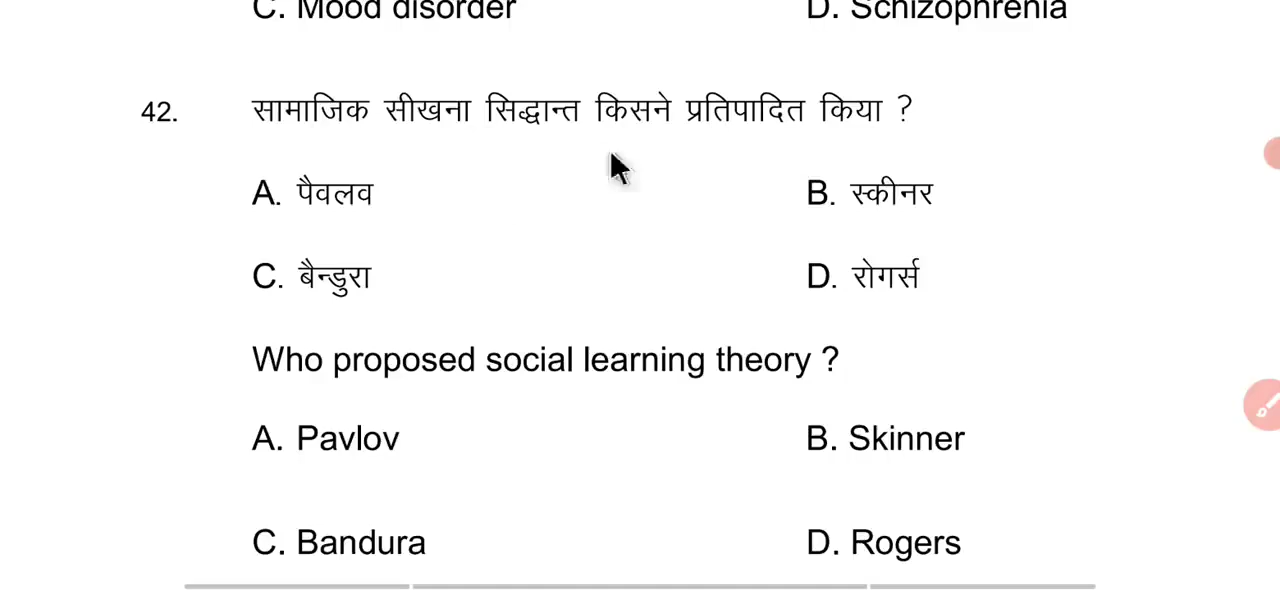 C. Mood disorder D. Schizophrenia
42. सामाजिक सीखना सिद्धान्त किसने प्रतिपादित किया ?
A. पैवलव B. स्कीनर
C. बैन्डुरा D. रोगर्स
Who proposed social learning theory ?
A. Pavlov B. Skinner
C. Bandura D. Rogers